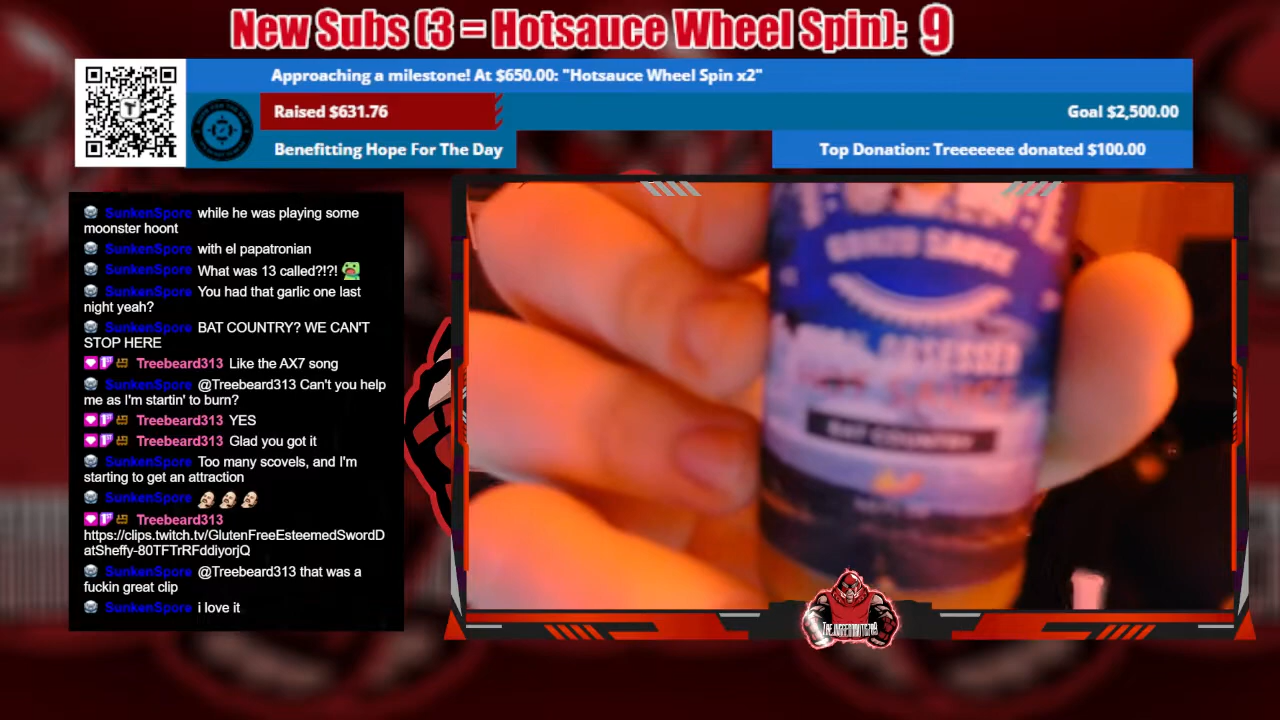 New Subs (3 = Hotsauce Wheel Spin): 9
Approaching a milestone! At $650.00: "Hotsauce Wheel Spin x2"
Raised $631.76
Goal $2,500.00
Benefitting Hope For The Day
Top Donation: Treeeeeee donated $100.00
SunkenSpore while he was playing some
moonster hoont
SunkenSpore with el papatronian
SunkenSpore What was 13 called?!?!
SunkenSpore You had that garlic one last
night yeah?
SunkenSpore BAT COUNTRY? WE CAN'T
STOP HERE
Treebeard313 Like the AX7 song
SunkenSpore @Treebeard313 Can't you help
me as I'm startin' to burn?
Treebeard313 YES
Treebeard313 Glad you got it
SunkenSpore Too many scovels, and I'm
starting to get an attraction
SunkenSpore
Treebeard313
https://clips.twitch.tv/GlutenFreeEsteemedSwordD
atSheffy-80TFTrRFddiyorjQ
SunkenSpore @Treebeard313 that was a
fuckin great clip
SunkenSpore i love it
OBSESSED
BAT COUNTRY